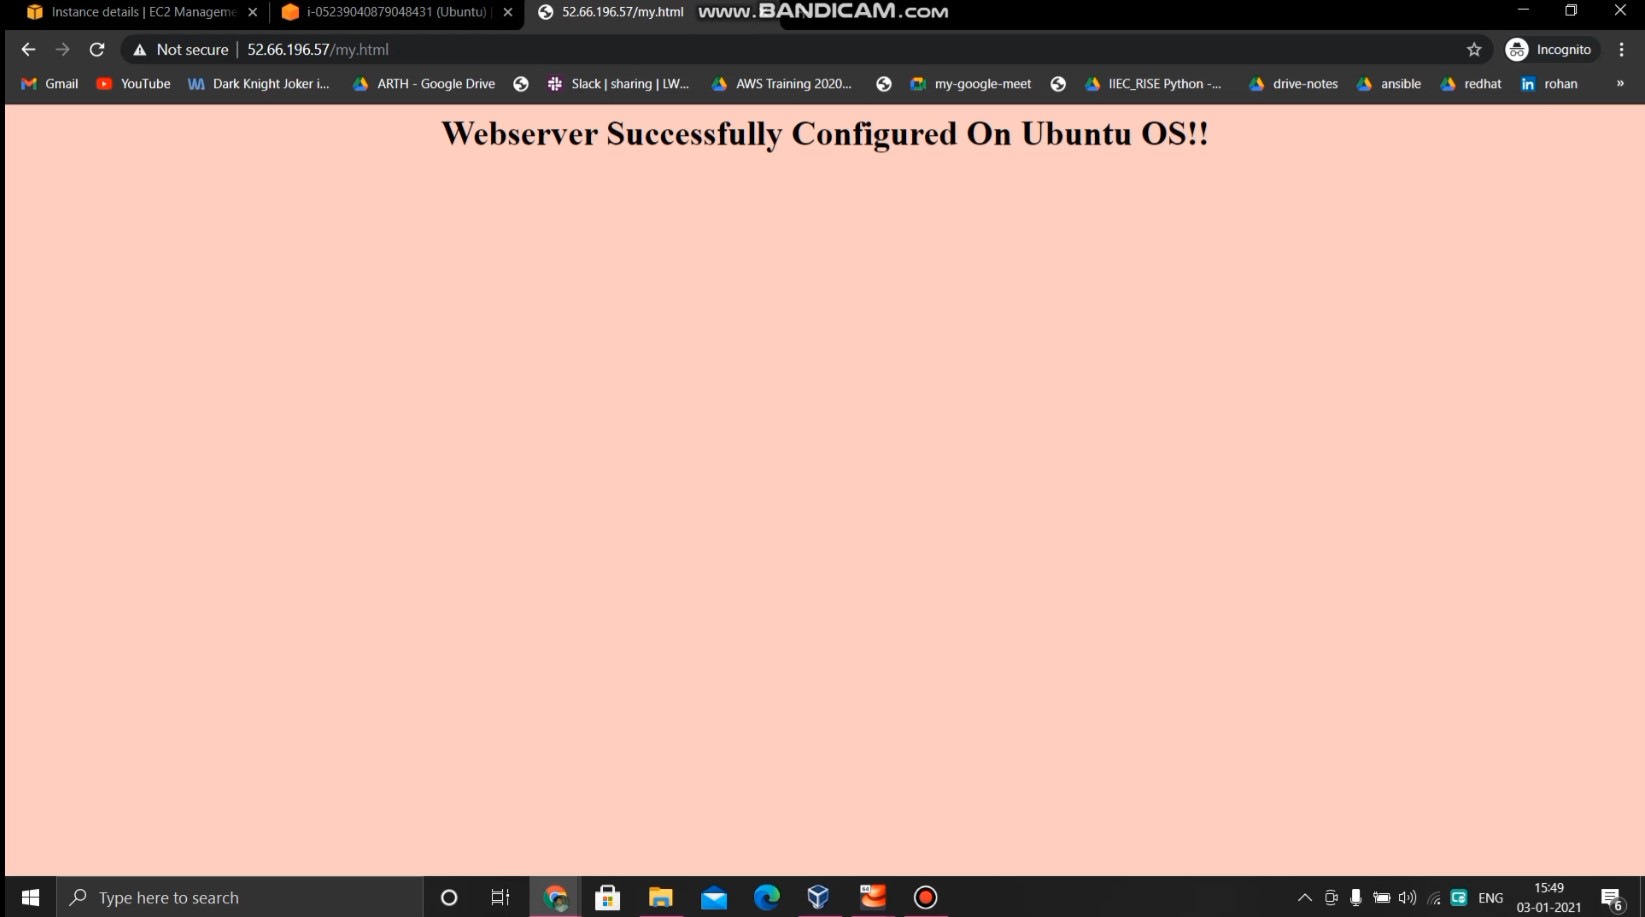 Instance details | EC2 Manageme
i-05239040879048431 (Ubuntu) |
52.66.196.57/my.html
www.BANDICAM.com
Not secure | 52.66.196.57/my.html
Incognito
Gmail YouTube Dark Knight Joker i... ARTH - Google Drive Slack | sharing | LW... AWS Training 2020... my-google-meet IIEC_RISE Python -... drive-notes ansible redhat in rohan »
Webserver Successfully Configured On Ubuntu OS!!
Type here to search
64
ENG
15:49
03-01-2021
6